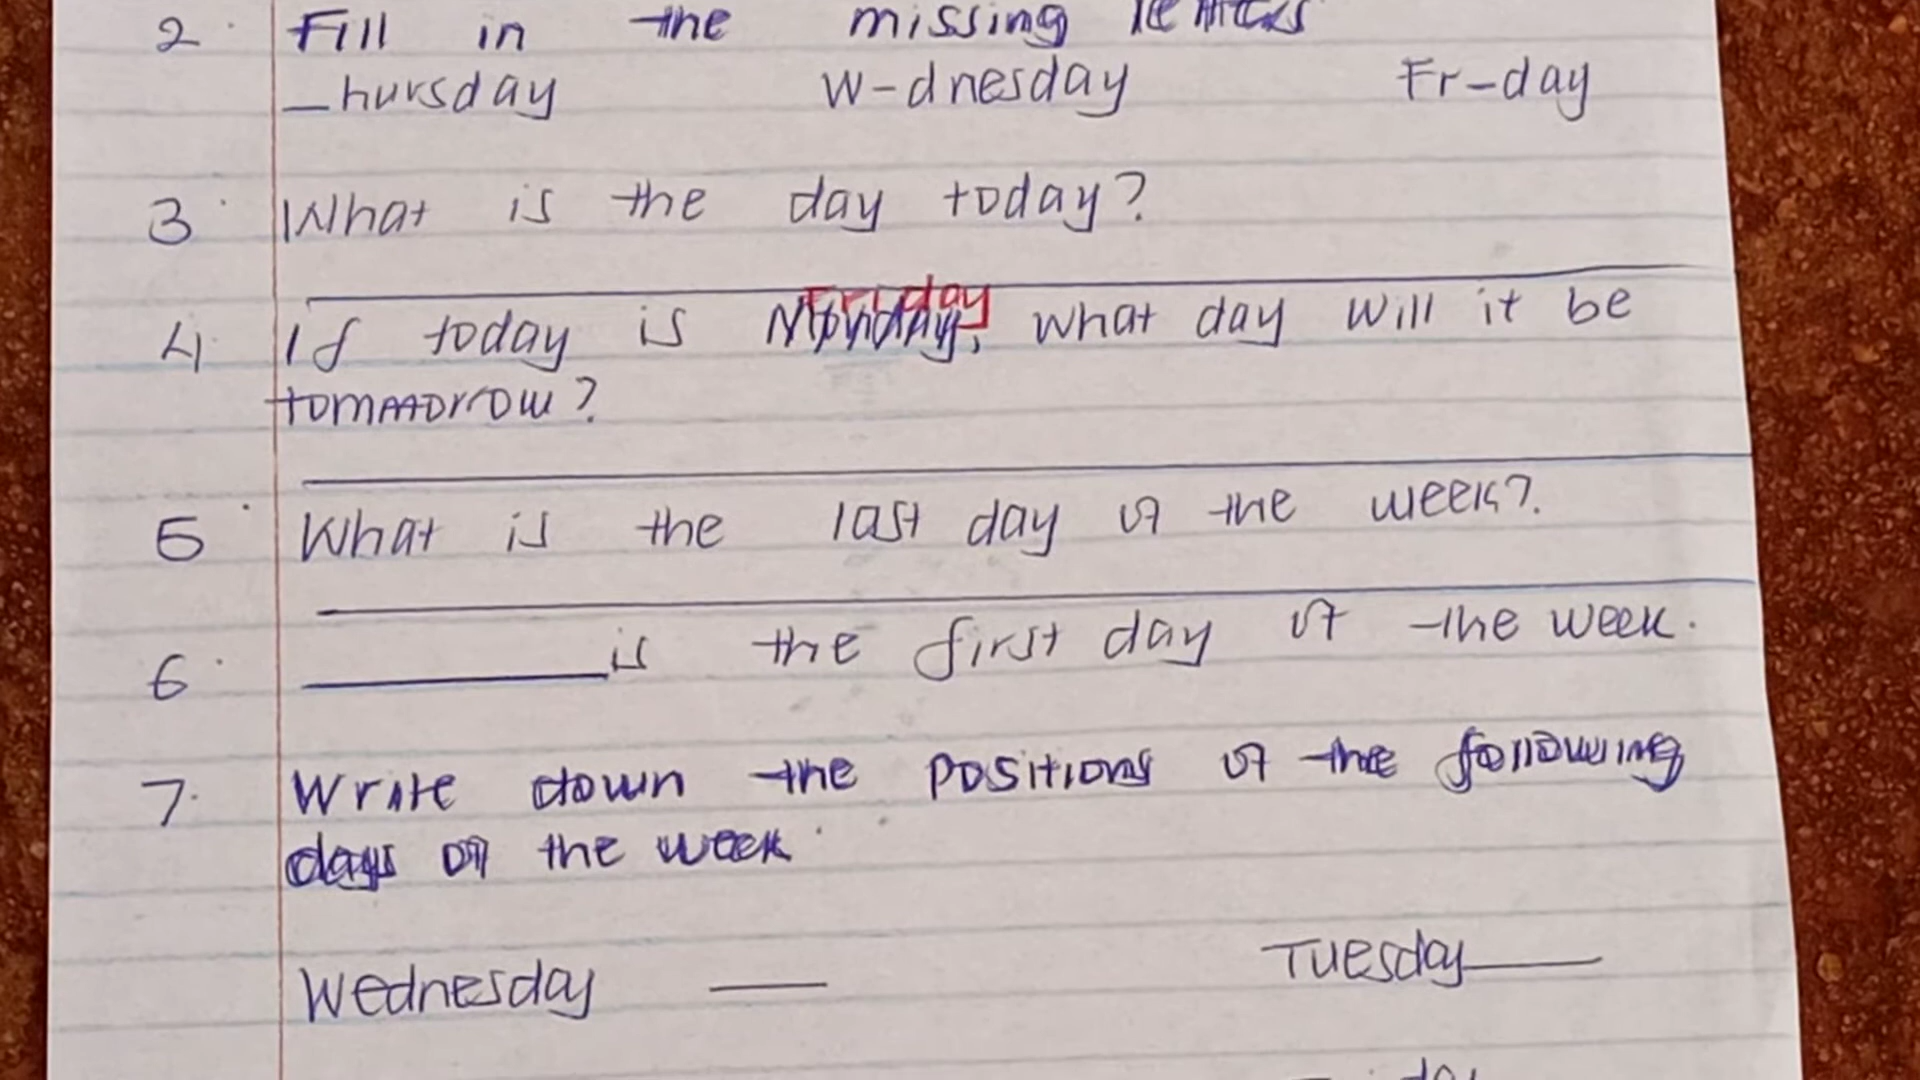 2. Fill in the missing letters
_hursday W-dnesday Fr-day
3. What is the day today?
4. If today is Friday, what day will it be
tomorrow?
5. What is the last day of the week?.
6. ______is the first day of the week.
7. Write down the positions of the following
days of the week.
Wednesday ___ Tuesday___